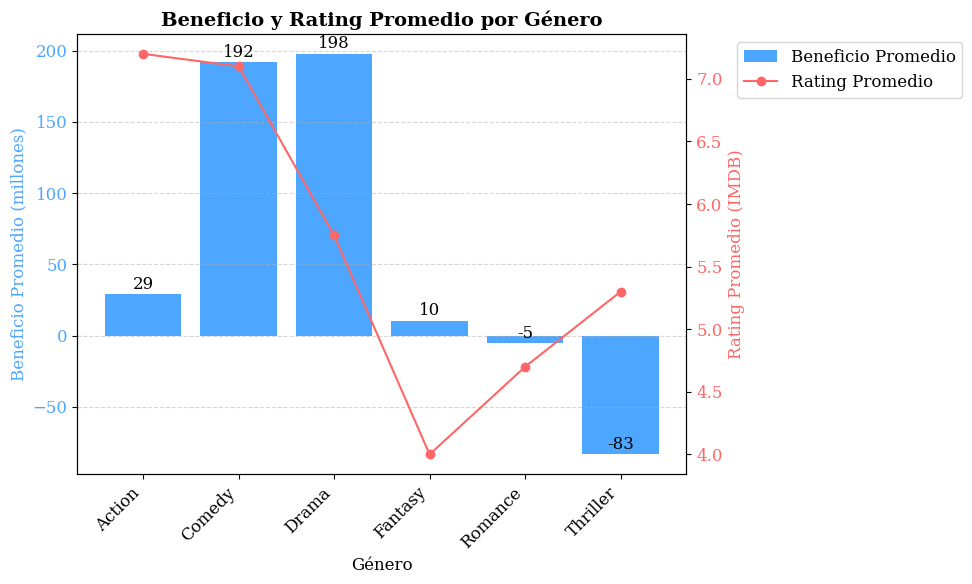 Beneficio y Rating Promedio por Género
Beneficio Promedio
Rating Promedio
Beneficio Promedio (millones)
200
150
100
50
0
−50
29
192
198
10
-5
-83
7.0
6.5
6.0
5.5
5.0
4.5
4.0
Rating Promedio (IMDB)
Action
Comedy
Drama
Fantasy
Romance
Thriller
Género